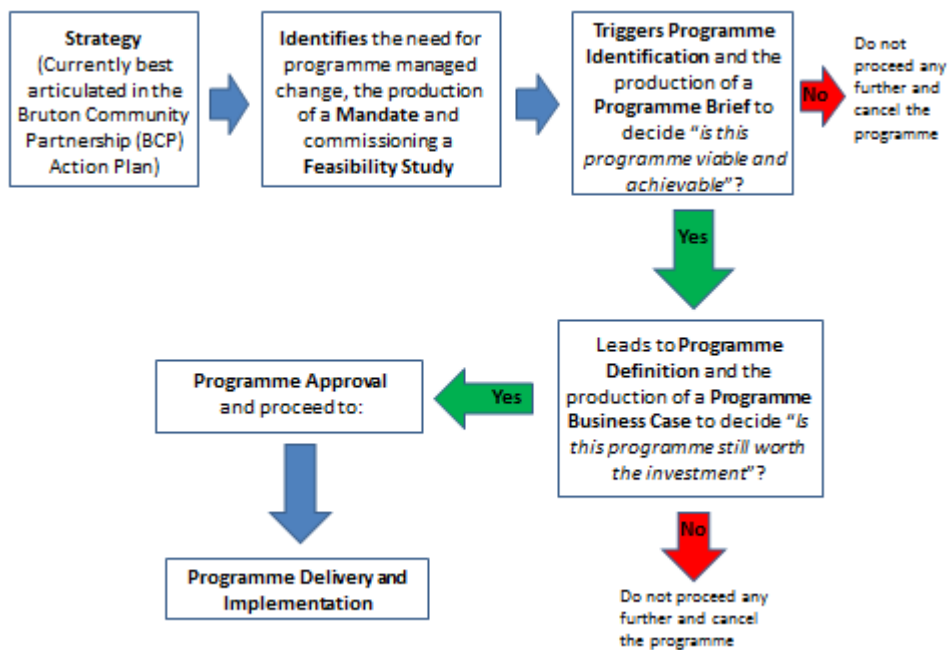 Strategy
(Currently best
articulated in the
Bruton Community
Partnership (BCP)
Action Plan)
Identifies the need for
programme managed
change, the production
of a Mandate and
commissioning a
Feasibility Study
Triggers Programme
Identification and the
production of a
Programme Brief to
decide “is this
programme viable and
achievable”?
No
Do not
proceed any
further and
cancel the
programme
Yes
Leads to Programme
Definition and the
production of a Programme
Business Case to decide “Is
this programme still worth
the investment”?
Yes
Programme Approval
and proceed to:
Programme Delivery and
Implementation
No
Do not proceed any
further and cancel
the programme